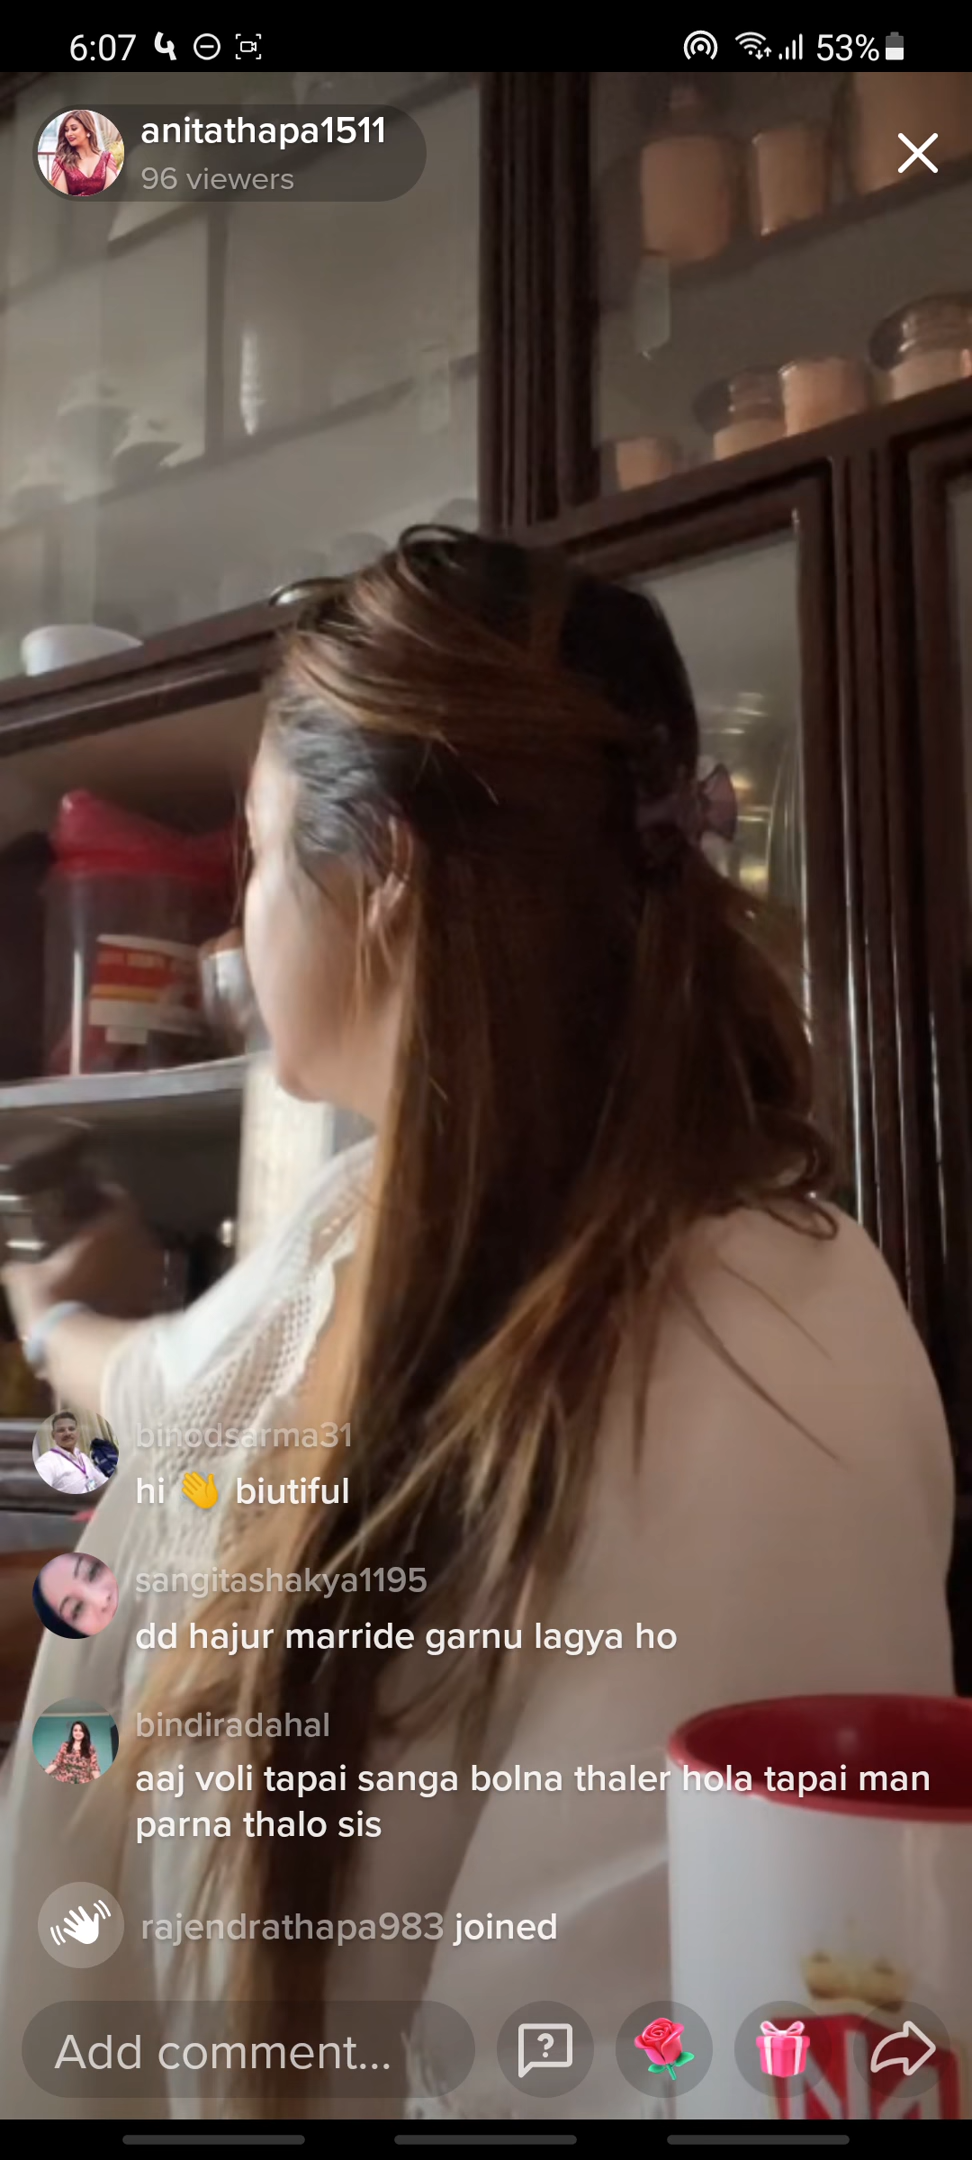 6:07
53%
anitathapa1511
96 viewers
binodsarma31
hi 👋 biutiful
sangitashakya1195
dd hajur marride garnu lagya ho
bindiradahal
aaj voli tapai sanga bolna thaler hola tapai man
parna thalo sis
rajendrathapa983 joined
Add comment...